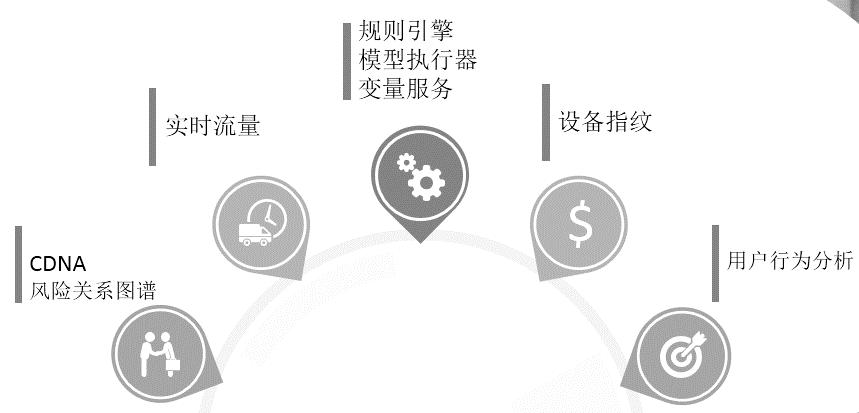 规则引擎
模型执行器
变量服务
实时流量
设备指纹
CDNA
风险关系图谱
用户行为分析
$